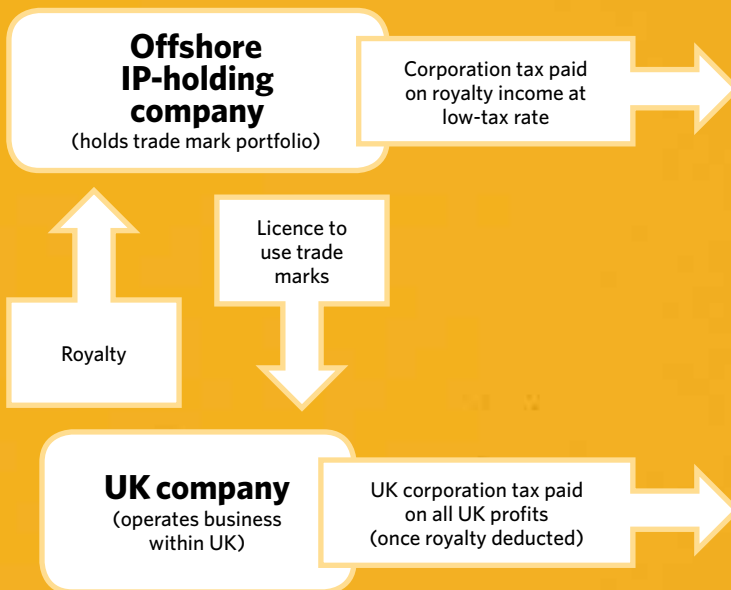 Offshore
IP-holding
company
(holds trade mark portfolio)
Corporation tax paid
on royalty income at
low-tax rate
Licence to
use trade
marks
Royalty
UK company
(operates business
within UK)
UK corporation tax paid
on all UK profits
(once royalty deducted)